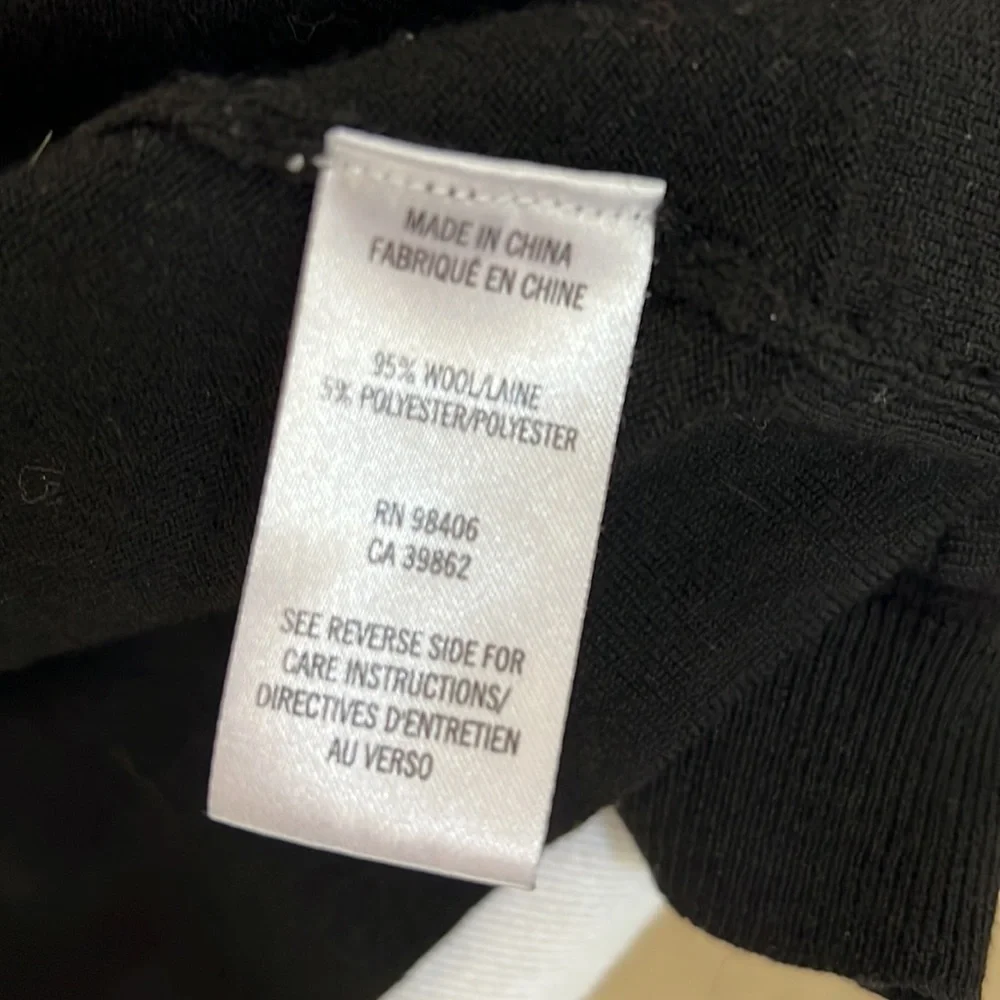 MADE IN CHINA
FABRIQUÉ EN CHINE
95% WOOL/LAINE
5% POLYESTER/POLYESTER
RN 98406
CA 39862
SEE REVERSE SIDE FOR
CARE INSTRUCTIONS/
DIRECTIVES D'ENTRETIEN
AU VERSO